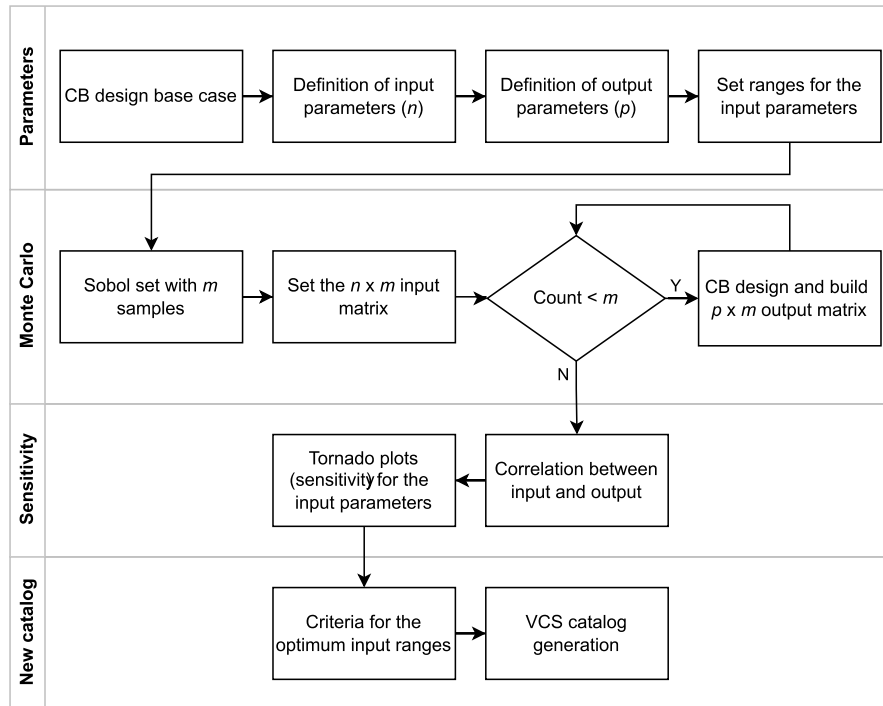 Parameters
CB design base case
Definition of input
parameters (n)
Definition of output
parameters (p)
Set ranges for the
input parameters
Monte Carlo
Sobol set with m
samples
Set the n x m input
matrix
Count < m
Y
CB design and build
p x m output matrix
N
Sensitivity
Tornado plots
(sensitivity) for the
input parameters
Correlation between
input and output
New catalog
Criteria for the
optimum input ranges
VCS catalog
generation